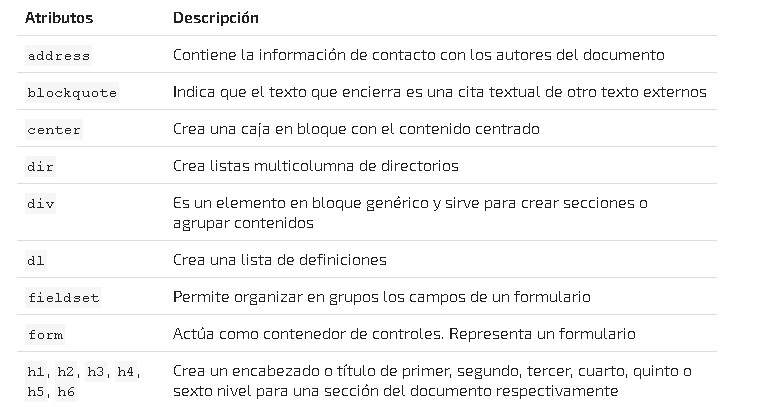 Atributos Descripción
address Contiene la información de contacto con los autores del documento
blockquote Indica que el texto que encierra es una cita textual de otro texto externos
center Crea una caja en bloque con el contenido centrado
dir Crea listas multicolumna de directorios
div Es un elemento en bloque genérico y sirve para crear secciones o
agrupar contenidos
dl Crea una lista de definiciones
fieldset Permite organizar en grupos los campos de un formulario
form Actúa como contenedor de controles. Representa un formulario
h1, h2, h3, h4, Crea un encabezado o título de primer, segundo, tercer, cuarto, quinto o
h5, h6 sexto nivel para una sección del documento respectivamente